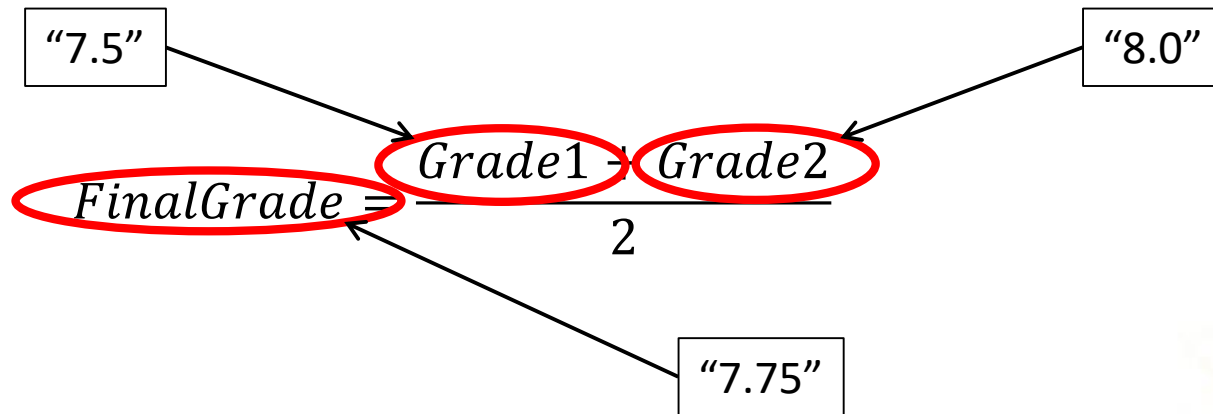 “7.5”
“8.0”
Grade1 + Grade2
FinalGrade =
2
“7.75”